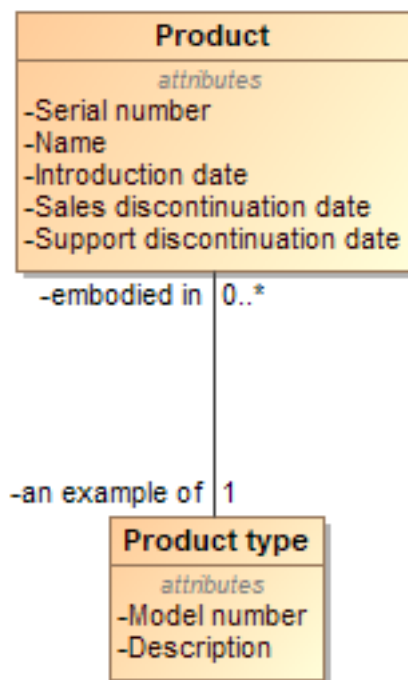 Product
attributes
-Serial number
-Name
-Introduction date
-Sales discontinuation date
-Support discontinuation date
-embodied in 0..*
-an example of 1
Product type
attributes
-Model number
-Description